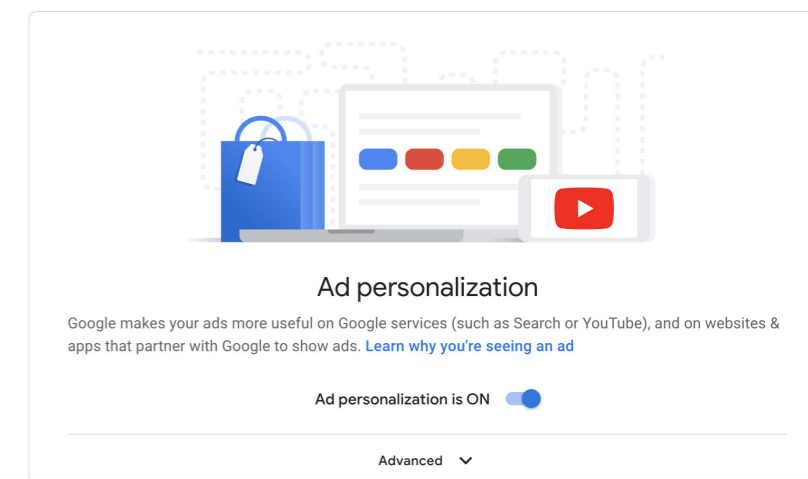 Ad personalization
Google makes your ads more useful on Google services (such as Search or YouTube), and on websites &
apps that partner with Google to show ads. Learn why you're seeing an ad
Ad personalization is ON
Advanced